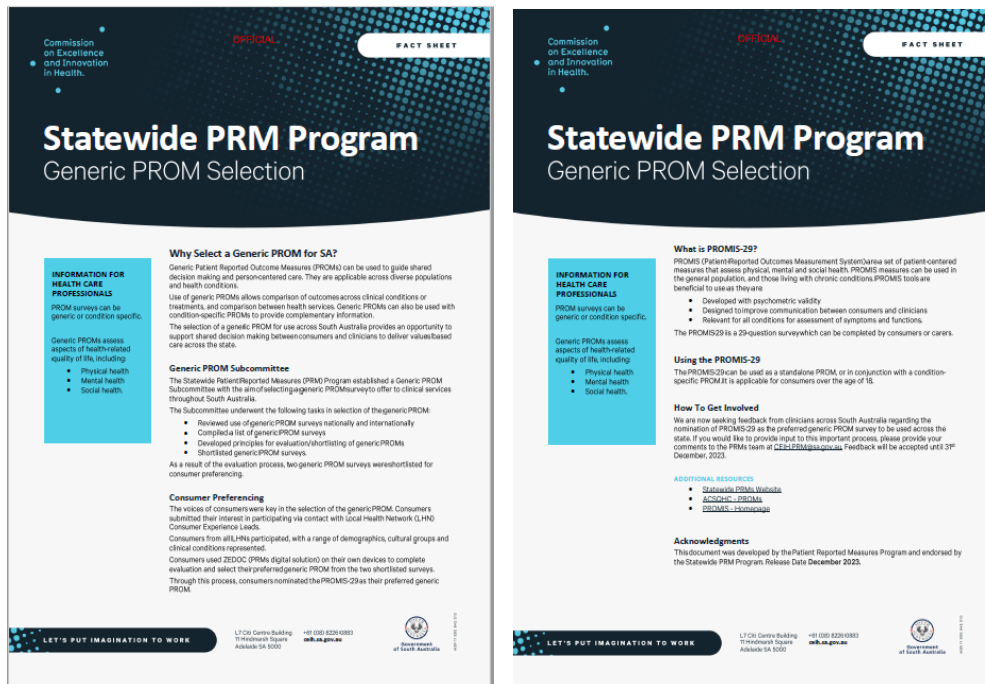 Commission
on Excellence
and Innovation
in Health.
OFFICIAL
FACT SHEET
Statewide PRM Program
Generic PROM Selection
INFORMATION FOR
HEALTH CARE
PROFESSIONALS
PROM surveys can be
generic or condition specific.
Generic PROMs assess
aspects of health-related
quality of life, including:
• Physical health
• Mental health
• Social health.
Why Select a Generic PROM for SA?
Generic Patient Reported Outcome Measures (PROMs) can be used to guide shared
decision making and person-centered care. They are applicable across diverse populations
and health conditions.
Use of generic PROMs allows comparison of outcomes across clinical conditions or
treatments, and comparison between health services. Generic PROMs can also be used with
condition-specific PROMs to provide complementary information.
The selection of a generic PROM for use across South Australia provides an opportunity to
support shared decision making between consumers and clinicians to deliver values based
care across the state.
Generic PROM Subcommittee
The Statewide Patient Reported Measures (PRM) Program established a Generic PROM
Subcommittee with the aim of selecting a generic PROM survey to offer to clinical services
throughout South Australia.
The Subcommittee underwent the following tasks in selection of the generic PROM:
• Reviewed use of generic PROM surveys nationally and internationally
• Compiled a list of generic PROM surveys
• Developed principles for evaluation/shortlisting of generic PROMs
• Shortlisted generic PROM surveys.
As a result of the evaluation process, two generic PROM surveys were shortlisted for
consumer preferencing.
Consumer Preferencing
The voices of consumers were key in the selection of the generic PROM. Consumers
submitted their interest in participating via contact with Local Health Network (LHN)
Consumer Experience Leads.
Consumers from all LHNs participated, with a range of demographics, cultural groups and
clinical conditions represented.
Consumers used ZEDOC (PRMs digital solution) on their own devices to complete
evaluation and select their preferred generic PROM from the two shortlisted surveys.
Through this process, consumers nominated the PROMIS-29 as their preferred generic
PROM.
LET'S PUT IMAGINATION TO WORK
L7 Citi Centre Building
11 Hindmarsh Square
Adelaide SA 5000
+61 (08) 8226 0883
ceih.sa.gov.au
Government
of South Australia
Commission
on Excellence
and Innovation
in Health.
OFFICIAL
FACT SHEET
Statewide PRM Program
Generic PROM Selection
INFORMATION FOR
HEALTH CARE
PROFESSIONALS
PROM surveys can be
generic or condition specific.
Generic PROMs assess
aspects of health-related
quality of life, including:
• Physical health
• Mental health
• Social health.
What is PROMIS-29?
PROMIS (Patient Reported Outcomes Measurement System) are a set of patient-centered
measures that assess physical, mental and social health. PROMIS measures can be used in
the general population, and those living with chronic conditions. PROMIS tools are
beneficial to use as they are
• Developed with psychometric validity
• Designed to improve communication between consumers and clinicians
• Relevant for all conditions for assessment of symptoms and functions.
The PROMIS-29 is a 29-question survey which can be completed by consumers or carers.
Using the PROMIS-29
The PROMIS-29 can be used as a standalone PROM, or in conjunction with a condition-
specific PROM. It is applicable for consumers over the age of 18.
How To Get Involved
We are now seeking feedback from clinicians across South Australia regarding the
nomination of PROMIS-29 as the preferred generic PROM survey to be used across the
state. If you would like to provide input to this important process, please provide your
comments to the PRMs team at CEIH.PRM@sa.gov.au. Feedback will be accepted until 31st
December, 2023.
ADDITIONAL RESOURCES
• Statewide PRMs Website
• ACSQHC - PROMs
• PROMIS - Homepage
Acknowledgments
This document was developed by the Patient Reported Measures Program and endorsed by
the Statewide PRM Program. Release Date December 2023.
LET'S PUT IMAGINATION TO WORK
L7 Citi Centre Building
11 Hindmarsh Square
Adelaide SA 5000
+61 (08) 8226 0883
ceih.sa.gov.au
Government
of South Australia